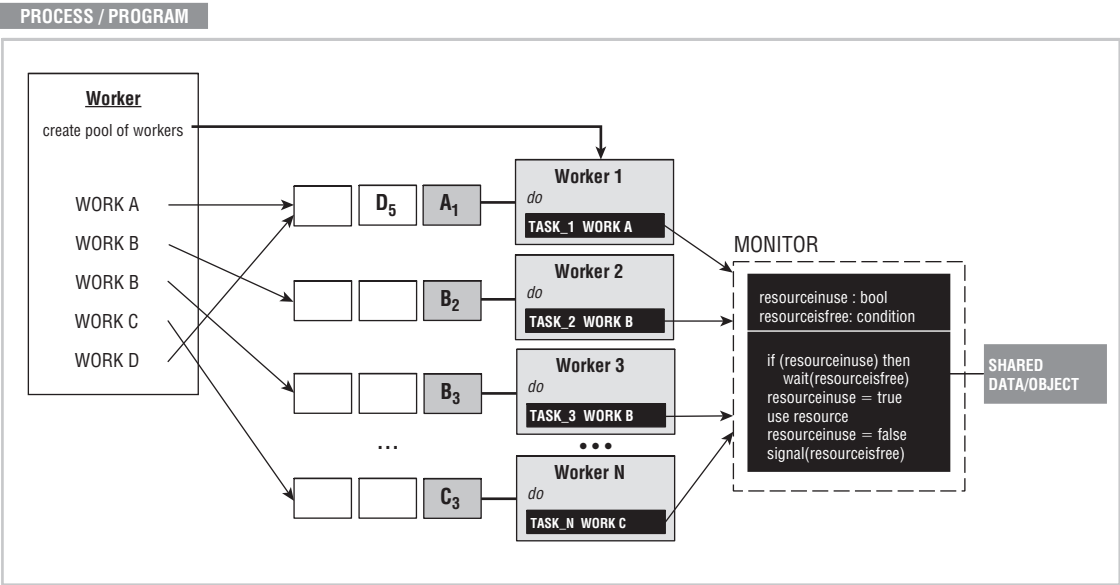 PROCESS / PROGRAM
Worker
create pool of workers
WORK A
WORK B
WORK B
WORK C
WORK D
D5
A1
B2
B3
...
C3
Worker 1
do
TASK_1 WORK A
Worker 2
do
TASK_2 WORK B
Worker 3
do
TASK_3 WORK B
•••
Worker N
do
TASK_N WORK C
MONITOR
resourceinuse : bool
resourceisfree: condition
if (resourceinuse) then
wait(resourceisfree)
resourceinuse = true
use resource
resourceinuse = false
signal(resourceisfree)
SHARED
DATA/OBJECT